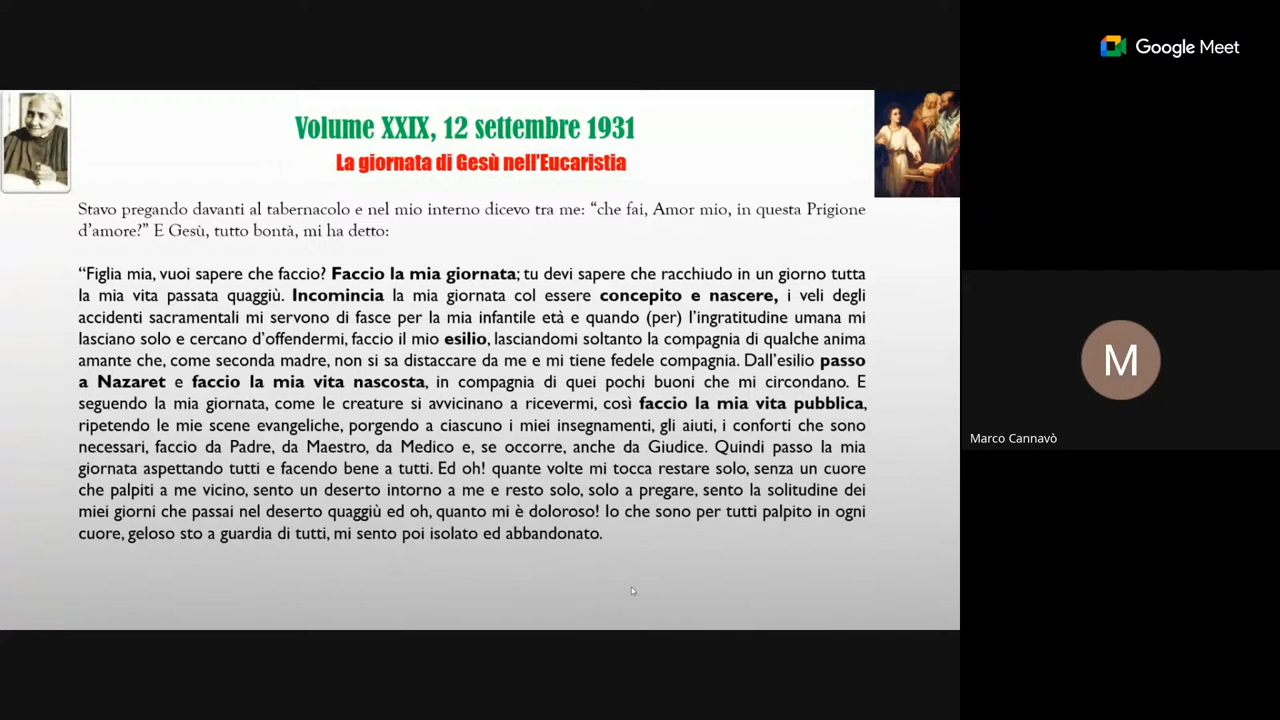 Google Meet
Volume XXIX, 12 settembre 1931
La giornata di Gesù nell'Eucaristia
Stavo pregando davanti al tabernacolo e nel mio interno dicevo tra me: “che fai, Amor mio, in questa Prigione
d'amore?” E Gesù, tutto bontà, mi ha detto:
“Figlia mia, vuoi sapere che faccio? Faccio la mia giornata; tu devi sapere che racchiudo in un giorno tutta
la mia vita passata quaggiù. Incomincia la mia giornata col essere concepito e nascere, i veli degli
accidenti sacramentali mi servono di fasce per la mia infantile età e quando (per) l'ingratitudine umana mi
lasciano solo e cercano d'offendermi, faccio il mio esilio, lasciandomi soltanto la compagnia di qualche anima
amante che, come seconda madre, non si sa distaccare da me e mi tiene fedele compagnia. Dall'esilio passo
a Nazaret e faccio la mia vita nascosta, in compagnia di quei pochi buoni che mi circondano. E
seguendo la mia giornata, come le creature si avvicinano a ricevermi, così faccio la mia vita pubblica,
ripetendo le mie scene evangeliche, porgendo a ciascuno i miei insegnamenti, gli aiuti, i conforti che sono
necessari, faccio da Padre, da Maestro, da Medico e, se occorre, anche da Giudice. Quindi passo la mia
giornata aspettando tutti e facendo bene a tutti. Ed oh! quante volte mi tocca restare solo, senza un cuore
che palpiti a me vicino, sento un deserto intorno a me e resto solo, solo a pregare, sento la solitudine dei
miei giorni che passai nel deserto quaggiù ed oh, quanto mi è doloroso! Io che sono per tutti palpito in ogni
cuore, geloso sto a guardia di tutti, mi sento poi isolato ed abbandonato.
M
Marco Cannavò